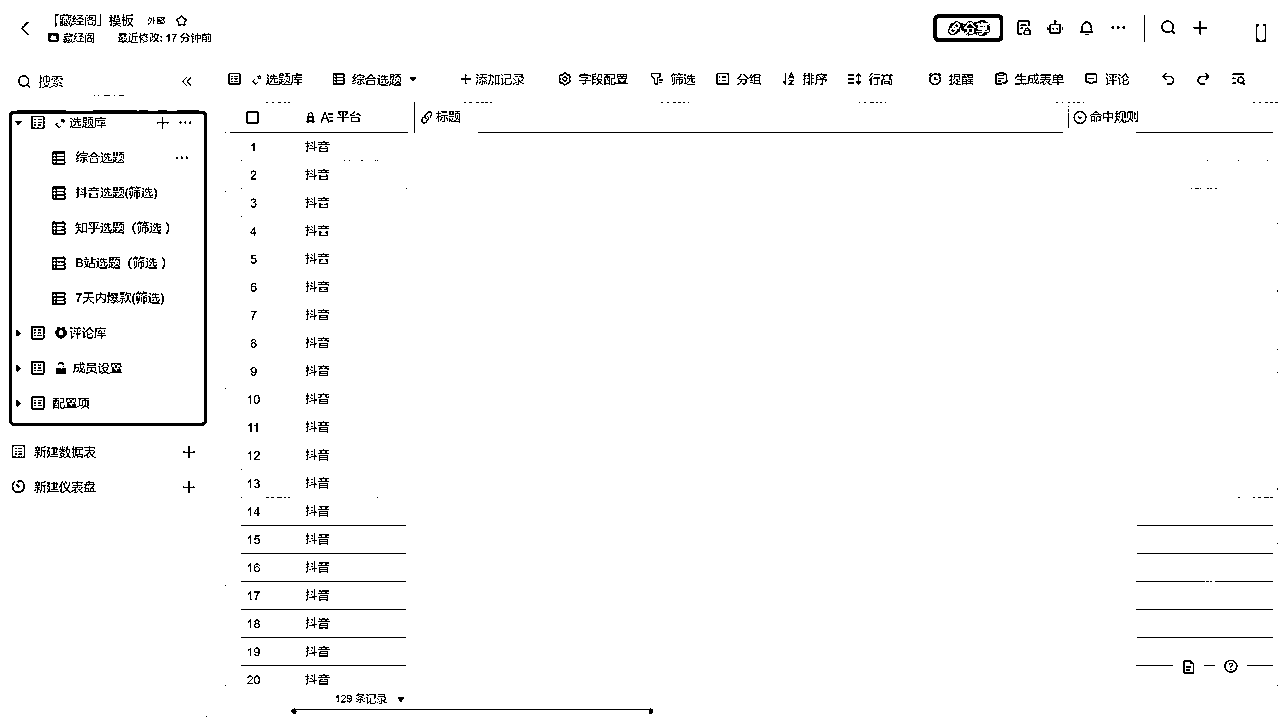 「藏经阁」模板 外部
藏经阁 最近修改: 17 分钟前
分享
搜索
选题库
综合选题
添加记录
字段配置
筛选
分组
排序
行高
提醒
生成表单
评论
选题库
综合选题
抖音选题(筛选)
知乎选题（筛选 ）
B站选题（筛选 ）
7天内爆款(筛选)
评论库
成员设置
配置项
新建数据表
新建仪表盘
平台 标题 命中规则
1 抖音
2 抖音
3 抖音
4 抖音
5 抖音
6 抖音
7 抖音
8 抖音
9 抖音
10 抖音
11 抖音
12 抖音
13 抖音
14 抖音
15 抖音
16 抖音
17 抖音
18 抖音
19 抖音
20 抖音
129 条记录